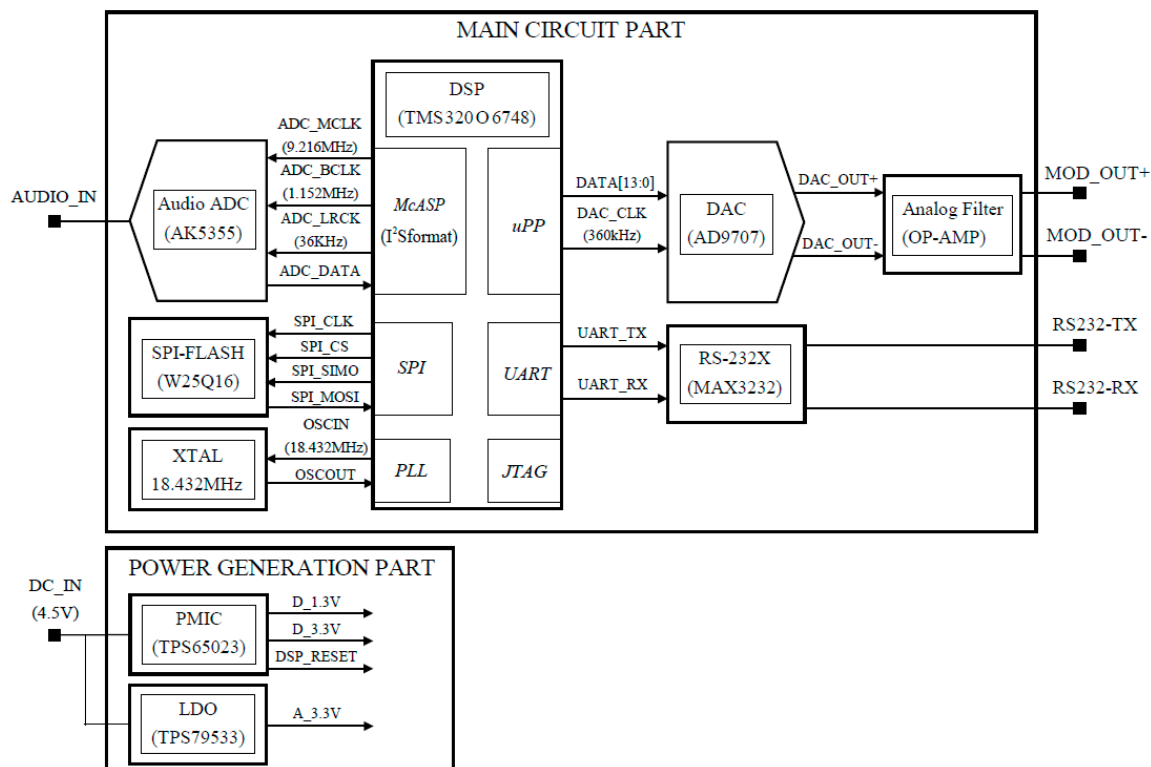 MAIN CIRCUIT PART
DSP
(TMS320O6748)
ADC_MCLK
(9.216MHz)
ADC_BCLK
(1.152MHz)
ADC_LRCK
(36KHz)
ADC_DATA
AUDIO_IN
Audio ADC
(AK5355)
McASP
(I²Sformat)
uPP
DATA[13:0]
DAC_CLK
(360kHz)
DAC
(AD9707)
DAC_OUT+
DAC_OUT-
Analog Filter
(OP-AMP)
MOD_OUT+
MOD_OUT-
SPI-FLASH
(W25Q16)
SPI_CLK
SPI_CS
SPI_SIMO
SPI_MOSI
SPI
UART
UART_TX
UART_RX
RS-232X
(MAX3232)
RS232-TX
RS232-RX
XTAL
18.432MHz
OSCIN
(18.432MHz)
OSCOUT
PLL
JTAG
POWER GENERATION PART
DC_IN
(4.5V)
PMIC
(TPS65023)
D_1.3V
D_3.3V
DSP_RESET
LDO
(TPS79533)
A_3.3V